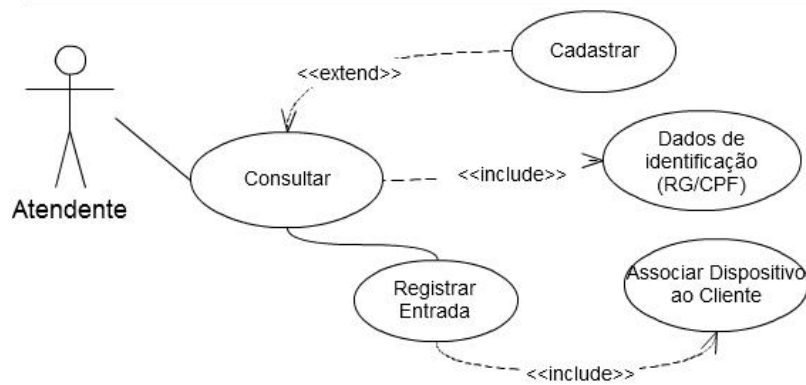 Cadastrar
<<extend>>
Dados de
identificação
(RG/CPF)
Consultar
<<include>>
Atendente
Registrar
Entrada
Associar Dispositivo
ao Cliente
<<include>>